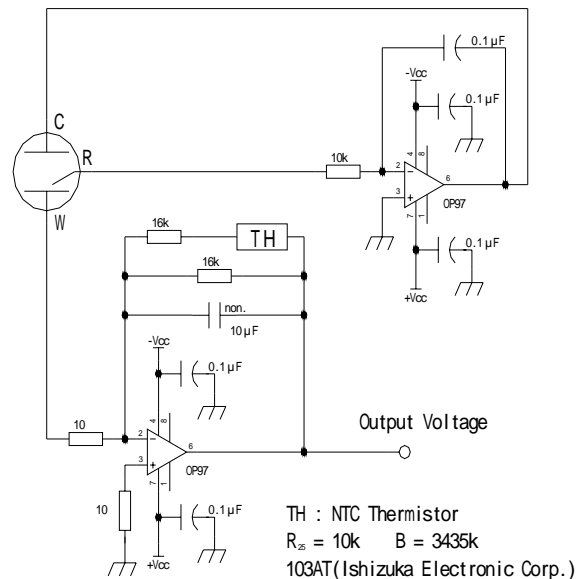 0.1μF
-Vcc
0.1μF
C
R
10k
4
8
2
6
3
OP97
7
1
W
0.1μF
+Vcc
16k
TH
16k
non.
10μF
-Vcc
0.1μF
Output Voltage
10
4
8
2
6
3
OP97
7
1
10
0.1μF
+Vcc
TH : NTC Thermistor
R₂₅ = 10k B = 3435k
103AT(Ishizuka Electronic Corp.)